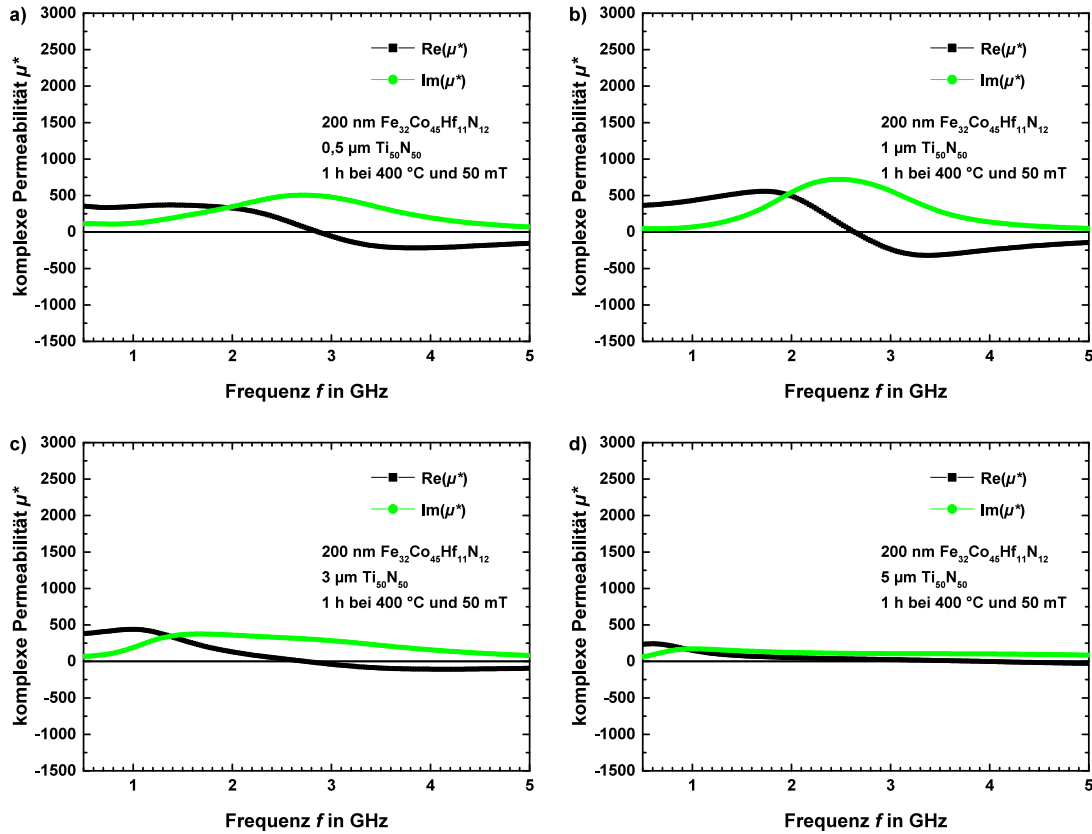 a)
komplexe Permeabilität μ*
3000
2500
2000
1500
1000
500
0
-500
-1000
-1500
Re(μ*)
Im(μ*)
200 nm Fe₃₂Co₄₅Hf₁₁N₁₂
0,5 µm Ti₅₀N₅₀
1 h bei 400 °C und 50 mT
1 2 3 4 5
Frequenz f in GHz
b)
komplexe Permeabilität μ*
3000
2500
2000
1500
1000
500
0
-500
-1000
-1500
Re(μ*)
Im(μ*)
200 nm Fe₃₂Co₄₅Hf₁₁N₁₂
1 µm Ti₅₀N₅₀
1 h bei 400 °C und 50 mT
1 2 3 4 5
Frequenz f in GHz
c)
komplexe Permeabilität μ*
3000
2500
2000
1500
1000
500
0
-500
-1000
-1500
Re(μ*)
Im(μ*)
200 nm Fe₃₂Co₄₅Hf₁₁N₁₂
3 µm Ti₅₀N₅₀
1 h bei 400 °C und 50 mT
1 2 3 4 5
Frequenz f in GHz
d)
komplexe Permeabilität μ*
3000
2500
2000
1500
1000
500
0
-500
-1000
-1500
Re(μ*)
Im(μ*)
200 nm Fe₃₂Co₄₅Hf₁₁N₁₂
5 µm Ti₅₀N₅₀
1 h bei 400 °C und 50 mT
1 2 3 4 5
Frequenz f in GHz